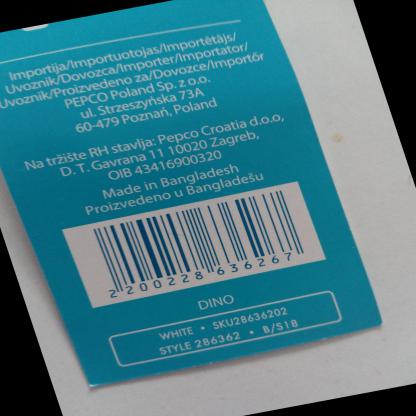 Importija/Importuotojas/Importētājs/
Uvoznik/Dovozca/Importer/Importator/
Uvoznik/Proizvedeno za/Dovozce/Importőr
PEPCO Poland Sp. z o.o.
ul. Strzeszyńska 73A
60-479 Poznań, Poland
Na tržište RH stavlja: Pepco Croatia d.o.o,
D. T. Gavrana 11 10020 Zagreb,
OIB 43416900320
Made in Bangladesh
Proizvedeno u Bangladešu
2200228636267
DINO
WHITE • SKU28636202
STYLE 286362 • B/S18